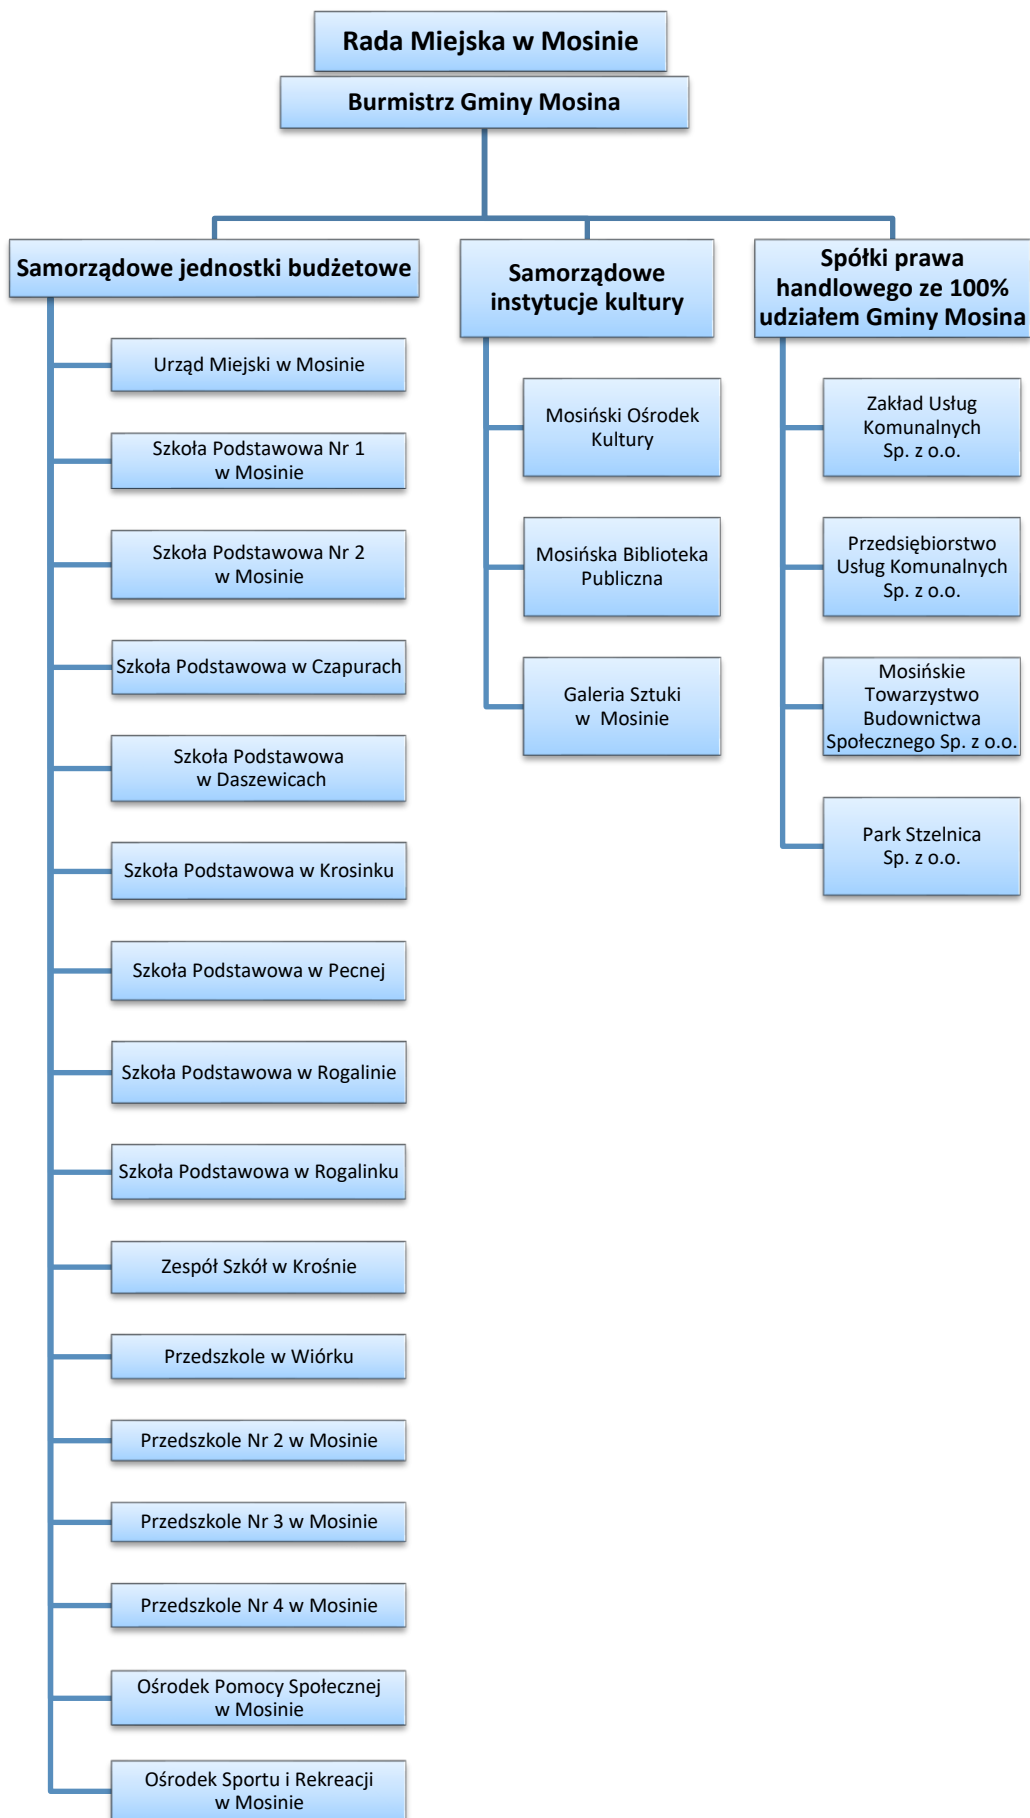 Rada Miejska w Mosinie
Burmistrz Gminy Mosina
Samorządowe jednostki budżetowe
Urząd Miejski w Mosinie
Szkoła Podstawowa Nr 1
w Mosinie
Szkoła Podstawowa Nr 2
w Mosinie
Szkoła Podstawowa w Czapurach
Szkoła Podstawowa
w Daszewicach
Szkoła Podstawowa w Krosinku
Szkoła Podstawowa w Pecnej
Szkoła Podstawowa w Rogalinie
Szkoła Podstawowa w Rogalinku
Zespół Szkół w Krośnie
Przedszkole w Wiórku
Przedszkole Nr 2 w Mosinie
Przedszkole Nr 3 w Mosinie
Przedszkole Nr 4 w Mosinie
Ośrodek Pomocy Społecznej
w Mosinie
Ośrodek Sportu i Rekreacji
w Mosinie
Samorządowe
instytucje kultury
Mosiński Ośrodek
Kultury
Mosińska Biblioteka
Publiczna
Galeria Sztuki
w Mosinie
Spółki prawa
handlowego ze 100%
udziałem Gminy Mosina
Zakład Usług
Komunalnych
Sp. z o.o.
Przedsiębiorstwo
Usług Komunalnych
Sp. z o.o.
Mosińskie
Towarzystwo
Budownictwa
Społecznego Sp. z o.o.
Park Stzelnica
Sp. z o.o.